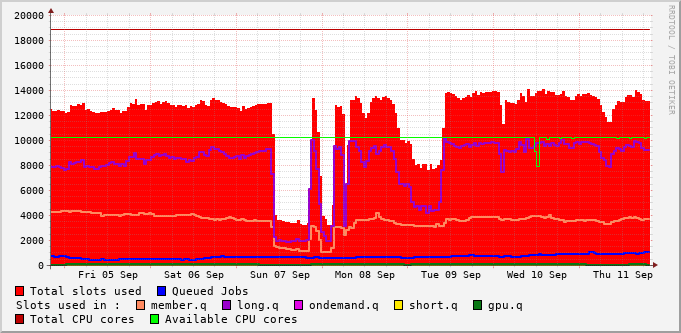 20000
18000
16000
14000
12000
10000
8000
6000
4000
2000
0
Fri 05 Sep Sat 06 Sep Sun 07 Sep Mon 08 Sep Tue 09 Sep Wed 10 Sep Thu 11 Sep
RRDTOOL / TOBI OETIKER
Total slots used Queued Jobs
Slots used in : member.q long.q ondemand.q short.q gpu.q
Total CPU cores Available CPU cores